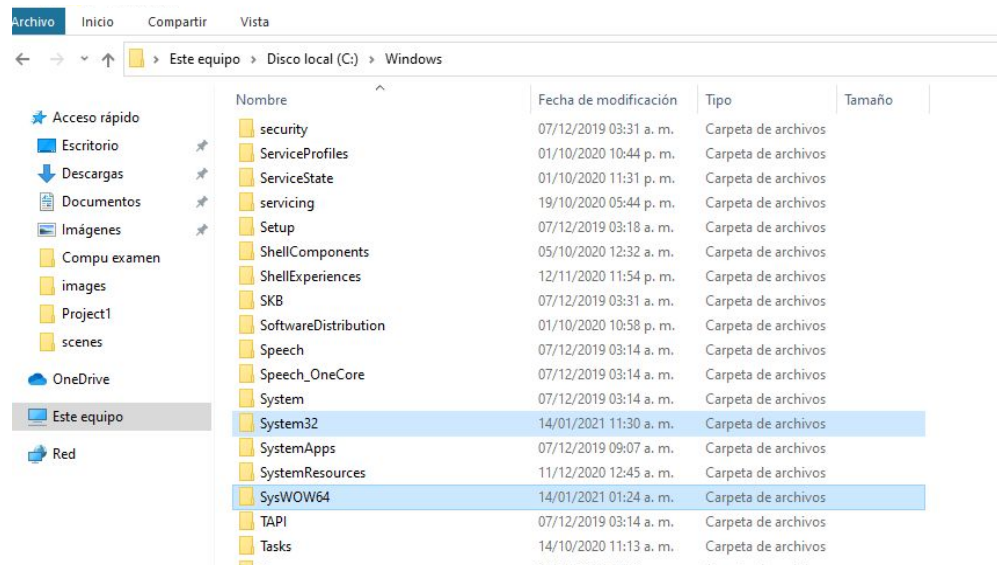 Archivo Inicio Compartir Vista
Este equipo > Disco local (C:) > Windows
Acceso rápido
Escritorio
Descargas
Documentos
Imágenes
Compu examen
images
Project1
scenes
OneDrive
Este equipo
Red
Nombre Fecha de modificación Tipo Tamaño
security 07/12/2019 03:31 a. m. Carpeta de archivos
ServiceProfiles 01/10/2020 10:44 p. m. Carpeta de archivos
ServiceState 01/10/2020 11:31 p. m. Carpeta de archivos
servicing 19/10/2020 05:44 p. m. Carpeta de archivos
Setup 07/12/2019 03:18 a. m. Carpeta de archivos
ShellComponents 05/10/2020 12:32 a. m. Carpeta de archivos
ShellExperiences 12/11/2020 11:54 p. m. Carpeta de archivos
SKB 07/12/2019 03:31 a. m. Carpeta de archivos
SoftwareDistribution 01/10/2020 10:58 p. m. Carpeta de archivos
Speech 07/12/2019 03:14 a. m. Carpeta de archivos
Speech_OneCore 07/12/2019 03:14 a. m. Carpeta de archivos
System 07/12/2019 03:14 a. m. Carpeta de archivos
System32 14/01/2021 11:30 a. m. Carpeta de archivos
SystemApps 07/12/2019 09:07 a. m. Carpeta de archivos
SystemResources 11/12/2020 12:45 a. m. Carpeta de archivos
SysWOW64 14/01/2021 01:24 a. m. Carpeta de archivos
TAPI 07/12/2019 03:14 a. m. Carpeta de archivos
Tasks 14/10/2020 11:13 a. m. Carpeta de archivos